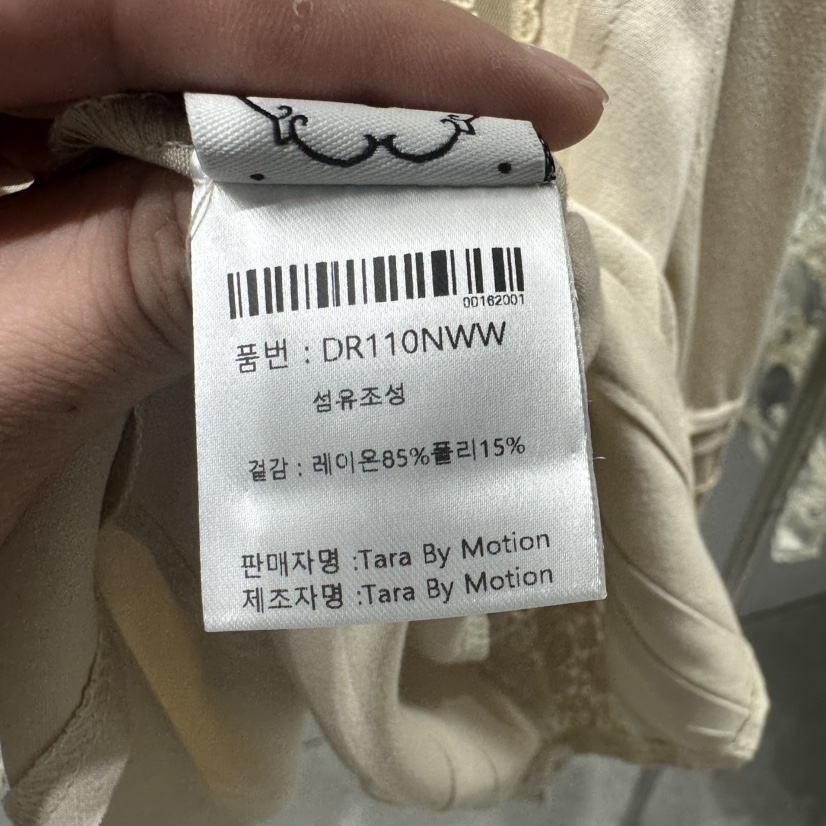 00162001
품번 : DR110NWW
섬유조성
겉감 : 레이온85%폴리15%
판매자명 :Tara By Motion
제조자명 :Tara By Motion